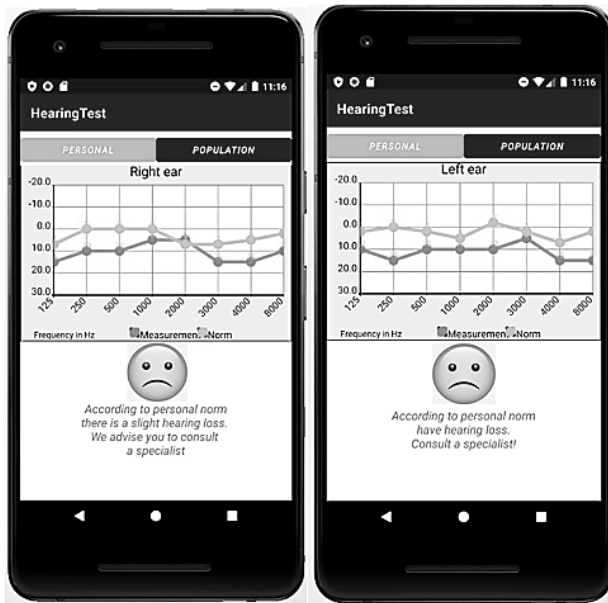 11:16
HearingTest
PERSONAL POPULATION
Right ear
-20.0
-10.0
0.0
10.0
20.0
30.0
125 250 500 1000 2000 3000 4000 8000
Frequency in Hz Measurement Norm
According to personal norm
there is a slight hearing loss.
We advise you to consult
a specialist
11:16
HearingTest
PERSONAL POPULATION
Left ear
-20.0
-10.0
0.0
10.0
20.0
30.0
125 250 500 1000 2000 3000 4000 8000
Frequency in Hz Measurement Norm
According to personal norm
have hearing loss.
Consult a specialist!